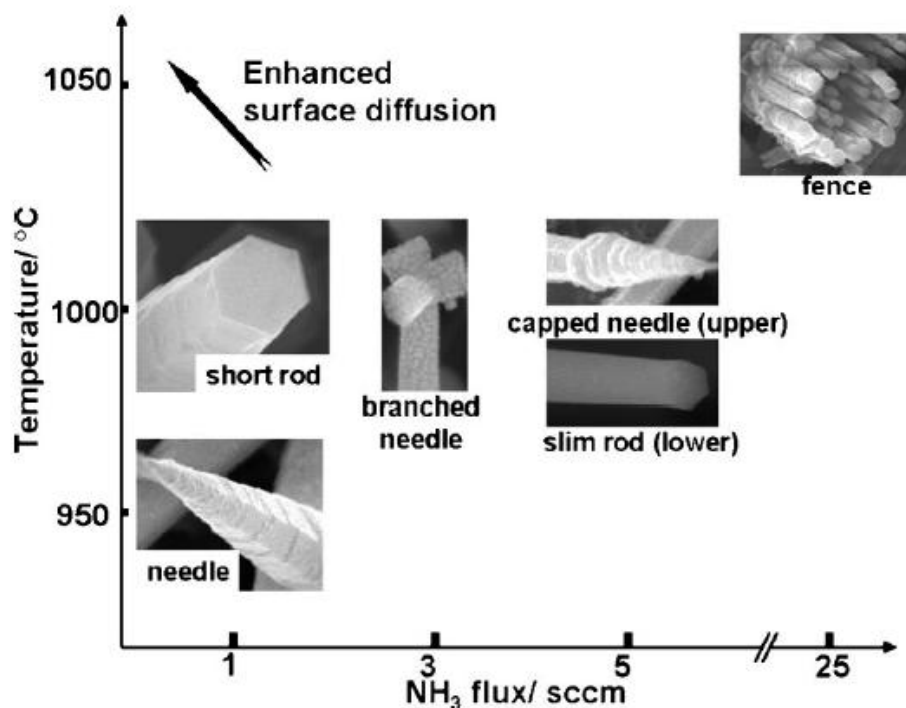 Enhanced
surface diffusion
fence
1050
1000
950
Temperature/ °C
short rod
branched
needle
capped needle (upper)
slim rod (lower)
needle
1
3
5
25
NH₃ flux/ sccm